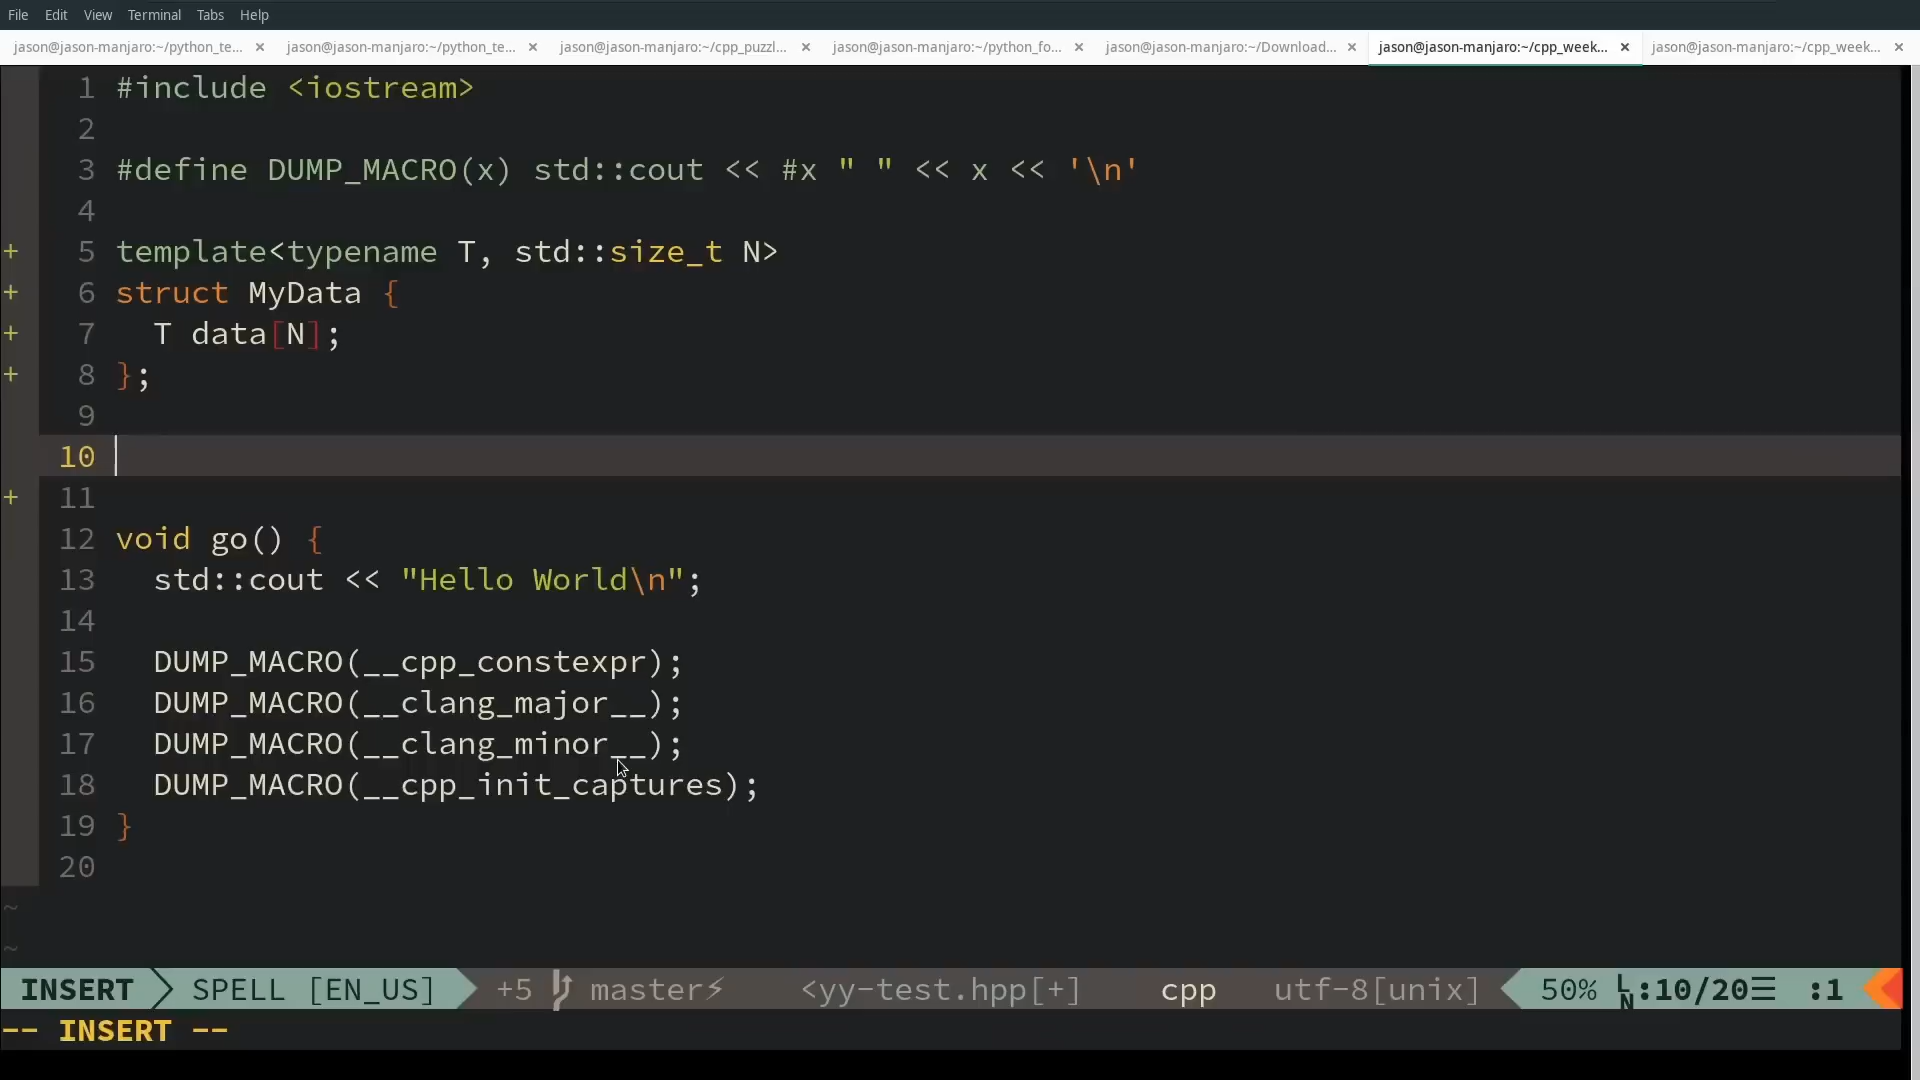 File Edit View Terminal Tabs Help
jason@jason-manjaro:~/python_te... × jason@jason-manjaro:~/python_te... × jason@jason-manjaro:~/cpp_puzzl... × jason@jason-manjaro:~/python_fo... × jason@jason-manjaro:~/Download... × jason@jason-manjaro:~/cpp_week... × jason@jason-manjaro:~/cpp_week... ×
1 #include <iostream>
2
3 #define DUMP_MACRO(x) std::cout << #x " " << x << '\n'
4
+ 5 template<typename T, std::size_t N>
+ 6 struct MyData {
+ 7   T data[N];
+ 8 };
9
10
+ 11
12 void go() {
13   std::cout << "Hello World\n";
14
15   DUMP_MACRO(__cpp_constexpr);
16   DUMP_MACRO(__clang_major__);
17   DUMP_MACRO(__clang_minor__);
18   DUMP_MACRO(__cpp_init_captures);
19 }
20
~
~
INSERT SPELL [EN_US] +5 master⚡ <yy-test.hpp[+] cpp utf-8[unix] 50% LN:10/20☰ :1
-- INSERT --